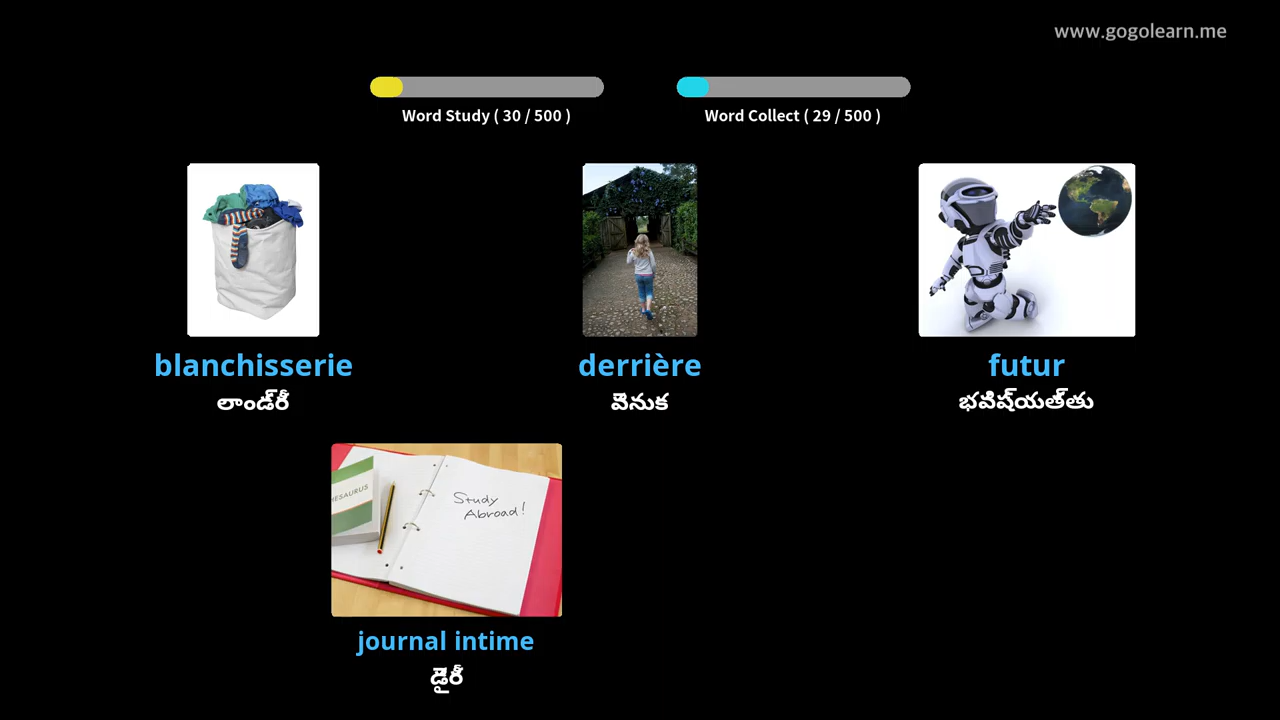 www.gogolearn.me
Word Study ( 30 / 500 )
Word Collect ( 29 / 500 )
blanchisserie
లాండ్రీ
derrière
వెనుక
futur
భవిష్యత్తు
THESAURUS
Study
Abroad!
journal intime
డైరీ